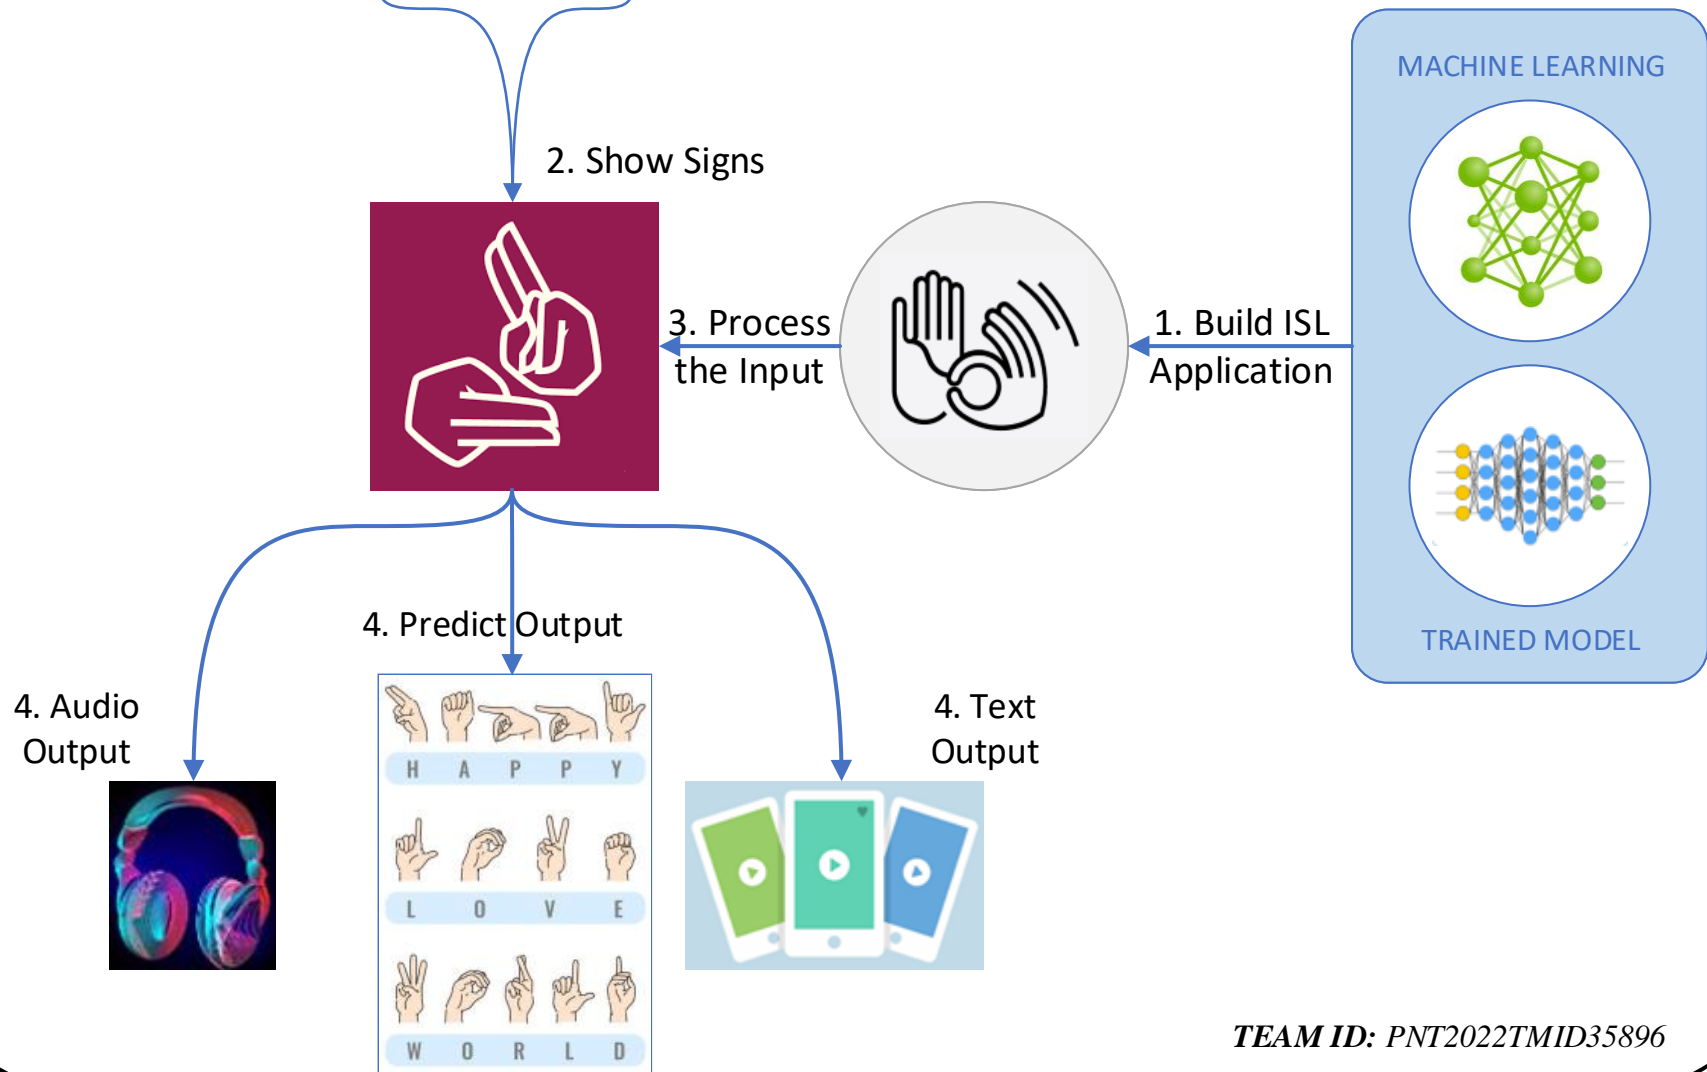 MACHINE LEARNING
2. Show Signs
3. Process
the Input
1. Build ISL
Application
TRAINED MODEL
4. Predict Output
4. Audio
Output
4. Text
Output
H A P P Y
L O V E
W O R L D
TEAM ID: PNT2022TMID35896